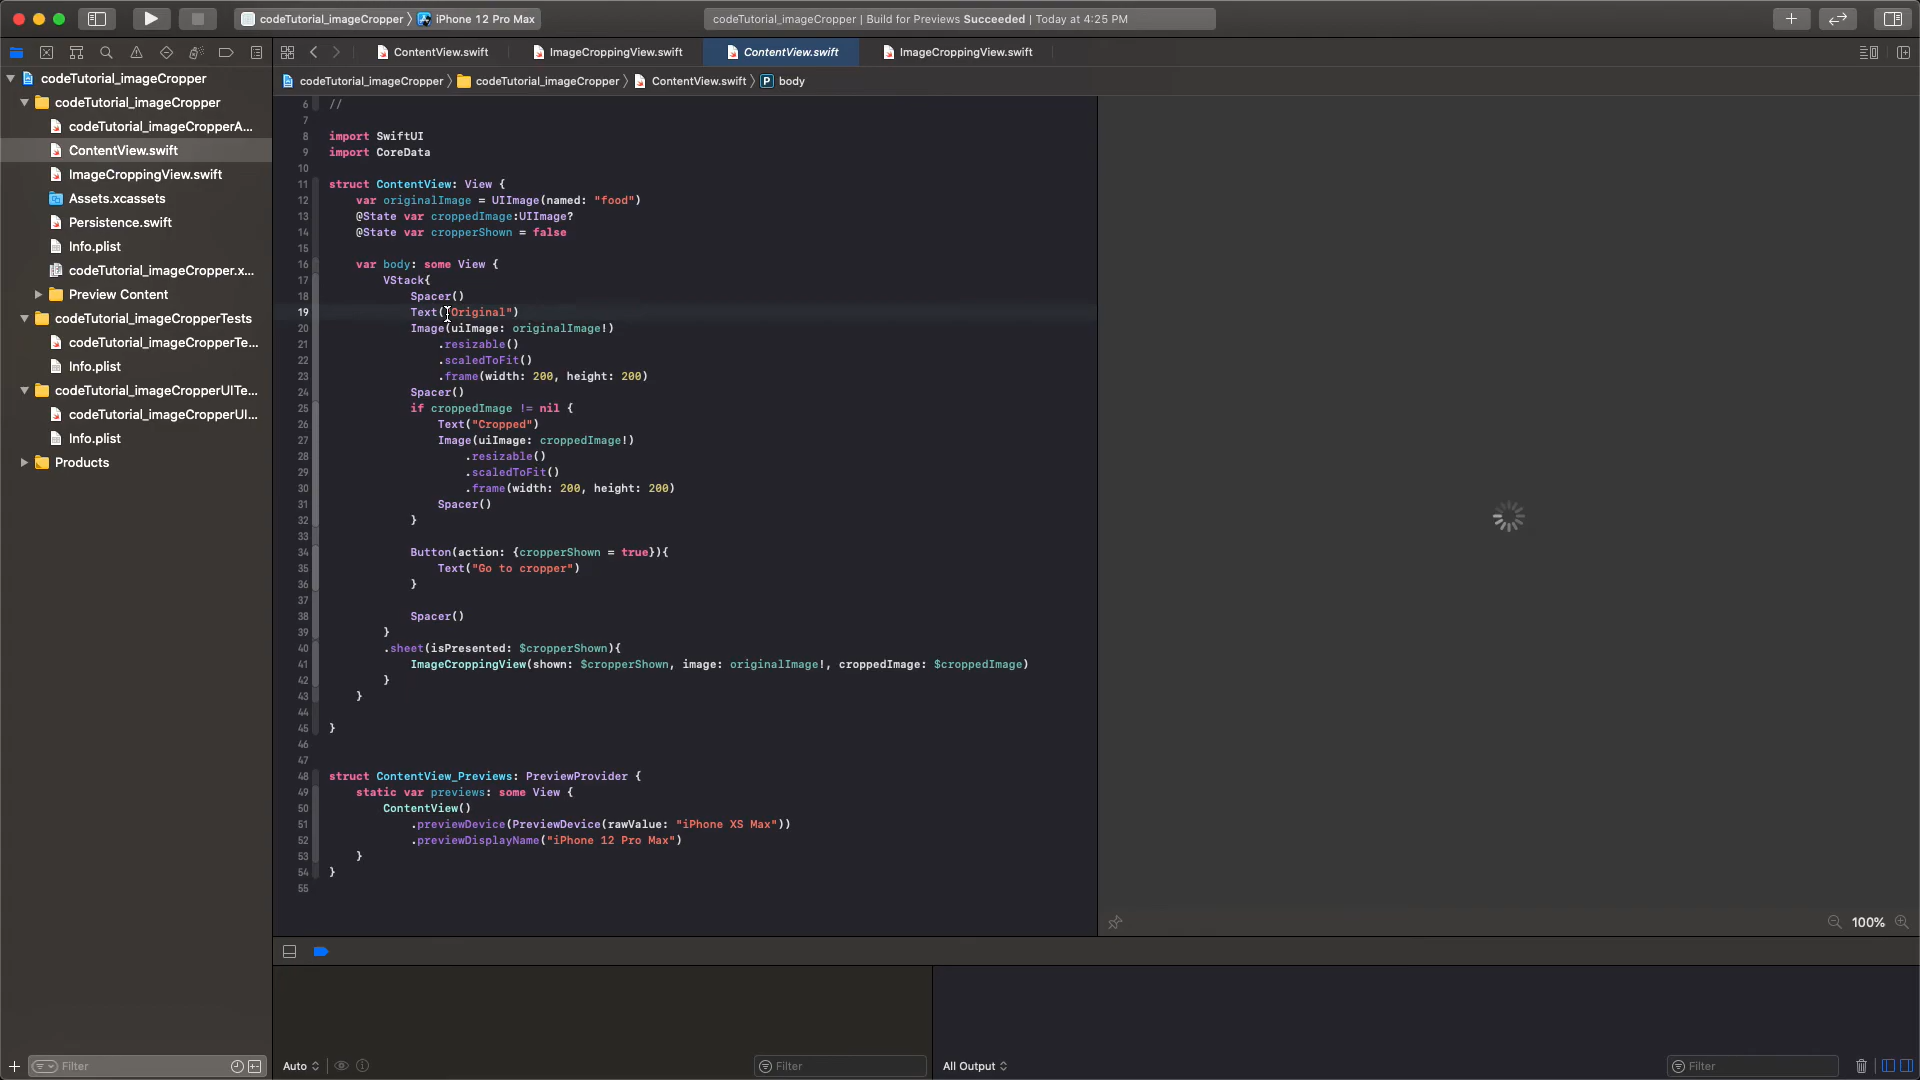 codeTutorial_imageCropper 〉 iPhone 12 Pro Max
codeTutorial_imageCropper | Build for Previews Succeeded | Today at 4:25 PM
ContentView.swift
ImageCroppingView.swift
ContentView.swift
ImageCroppingView.swift
codeTutorial_imageCropper 〉 codeTutorial_imageCropper 〉 ContentView.swift 〉 P body
codeTutorial_imageCropper
codeTutorial_imageCropper
codeTutorial_imageCropperA...
ContentView.swift
ImageCroppingView.swift
Assets.xcassets
Persistence.swift
Info.plist
codeTutorial_imageCropper.x...
Preview Content
codeTutorial_imageCropperTests
codeTutorial_imageCropperTe...
Info.plist
codeTutorial_imageCropperUITe...
codeTutorial_imageCropperUI...
Info.plist
Products
6 //
7
8 import SwiftUI
9 import CoreData
10
11 struct ContentView: View {
12 var originalImage = UIImage(named: "food")
13 @State var croppedImage:UIImage?
14 @State var cropperShown = false
15
16 var body: some View {
17 VStack{
18 Spacer()
19 Text("Original")
20 Image(uiImage: originalImage!)
21 .resizable()
22 .scaledToFit()
23 .frame(width: 200, height: 200)
24 Spacer()
25 if croppedImage != nil {
26 Text("Cropped")
27 Image(uiImage: croppedImage!)
28 .resizable()
29 .scaledToFit()
30 .frame(width: 200, height: 200)
31 Spacer()
32 }
33
34 Button(action: {cropperShown = true}){
35 Text("Go to cropper")
36 }
37
38 Spacer()
39 }
40 .sheet(isPresented: $cropperShown){
41 ImageCroppingView(shown: $cropperShown, image: originalImage!, croppedImage: $croppedImage)
42 }
43 }
44
45 }
46
47
48 struct ContentView_Previews: PreviewProvider {
49 static var previews: some View {
50 ContentView()
51 .previewDevice(PreviewDevice(rawValue: "iPhone XS Max"))
52 .previewDisplayName("iPhone 12 Pro Max")
53 }
54 }
55
100%
Filter
Auto
Filter
All Output
Filter